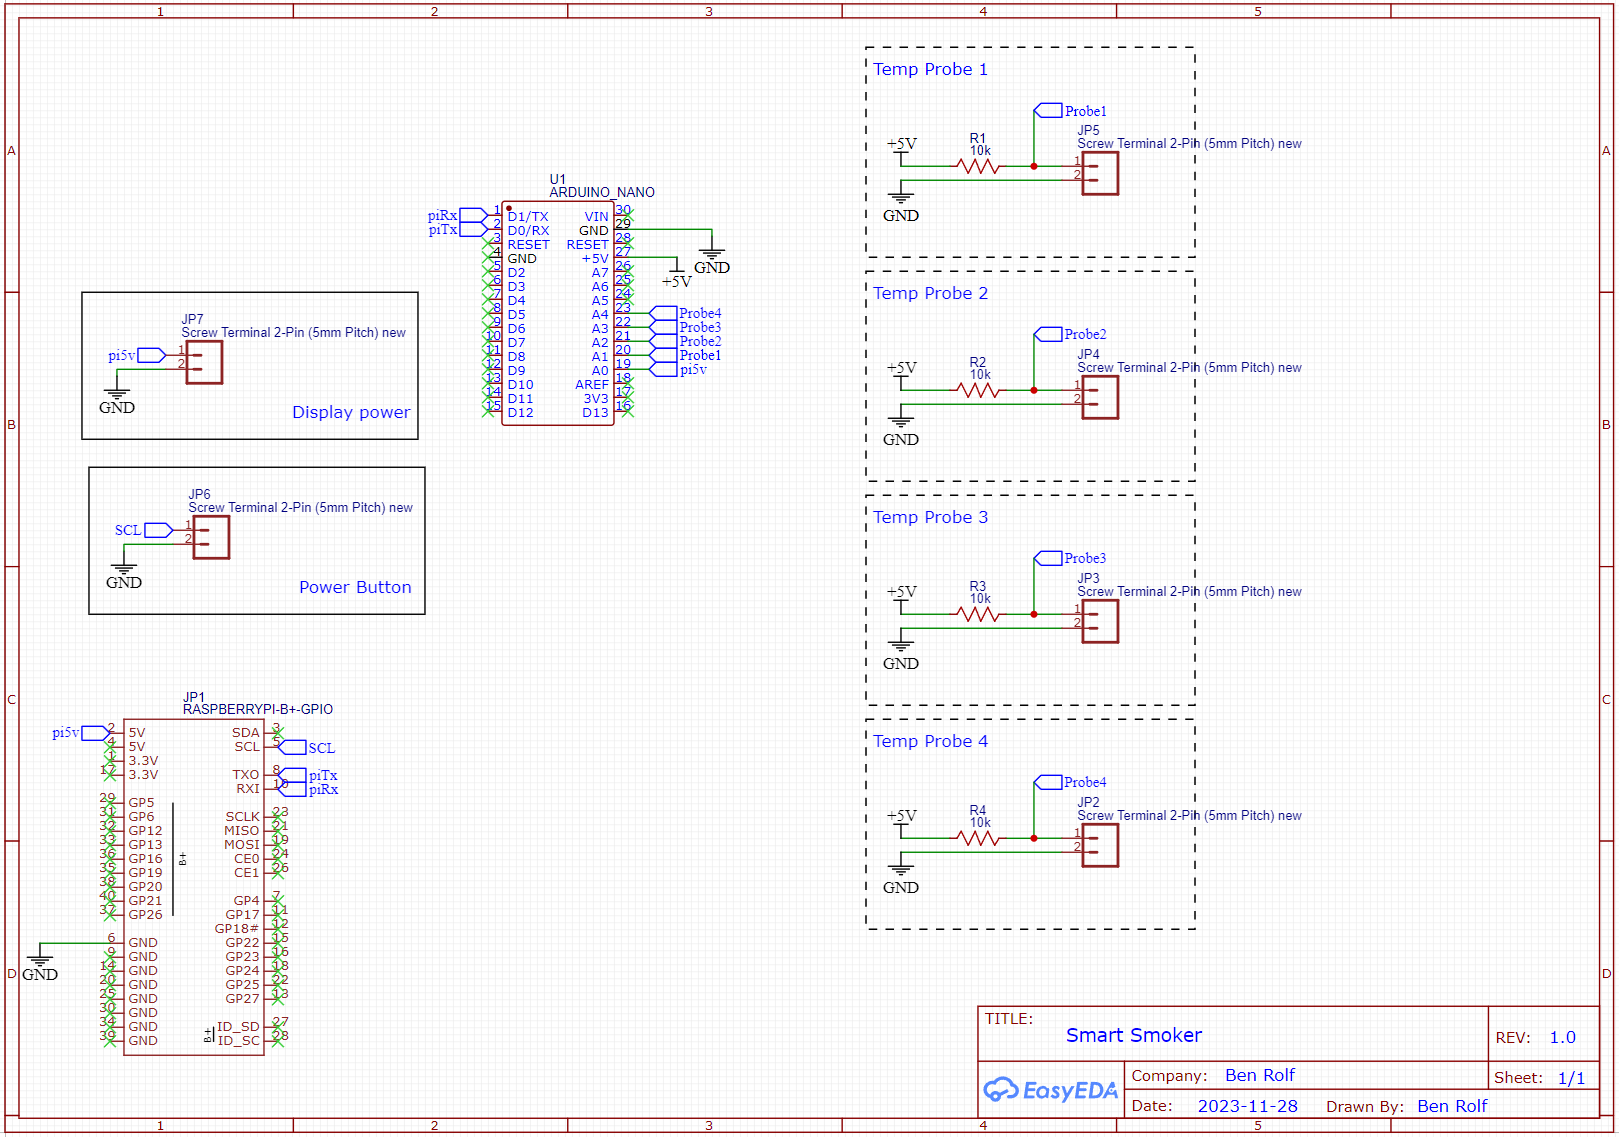 1 2 3 4 5
A
B
C
D
A
B
C
D
1 2 3 4 5
U1
ARDUINO_NANO
piRx 1 D1/TX VIN 30
piTx 2 D0/RX GND 29
3 RESET RESET 28
4 GND +5V 27
5 D2 A7 26
6 D3 A6 25
7 D4 A5 24
8 D5 A4 23 Probe4
9 D6 A3 22 Probe3
10 D7 A2 21 Probe2
11 D8 A1 20 Probe1
12 D9 A0 19 pi5v
13 D10 AREF 18
14 D11 3V3 17
15 D12 D13 16
GND
+5V
JP7
Screw Terminal 2-Pin (5mm Pitch) new
pi5v 1
2
GND
Display power
JP6
Screw Terminal 2-Pin (5mm Pitch) new
SCL 1
2
GND
Power Button
JP1
RASPBERRYPI-B+-GPIO
pi5v 2 5V SDA 3
4 5V SCL 5 SCL
1 3.3V
17 3.3V TXO 8 piTx
RXI 10 piRx
29 GP5
31 GP6 SCLK 23
32 GP12 MISO 21
33 GP13 MOSI 19
36 GP16 CE0 24
35 GP19 CE1 26
38 GP20
40 GP21 GP4 7
37 GP26 GP17 11
B+
GP18# 12
6 GND GP22 15
9 GND GP23 16
14 GND GP24 18
20 GND GP25 22
25 GND GP27 13
30 GND
34 GND ID_SD 27
39 GND ID_SC 28
B+
GND
Temp Probe 1
Probe1
JP5
Screw Terminal 2-Pin (5mm Pitch) new
+5V
R1
10k
1
2
GND
Temp Probe 2
Probe2
JP4
Screw Terminal 2-Pin (5mm Pitch) new
+5V
R2
10k
1
2
GND
Temp Probe 3
Probe3
JP3
Screw Terminal 2-Pin (5mm Pitch) new
+5V
R3
10k
1
2
GND
Temp Probe 4
Probe4
JP2
Screw Terminal 2-Pin (5mm Pitch) new
+5V
R4
10k
1
2
GND
TITLE:
Smart Smoker
REV: 1.0
EasyEDA
Company: Ben Rolf
Sheet: 1/1
Date: 2023-11-28 Drawn By: Ben Rolf